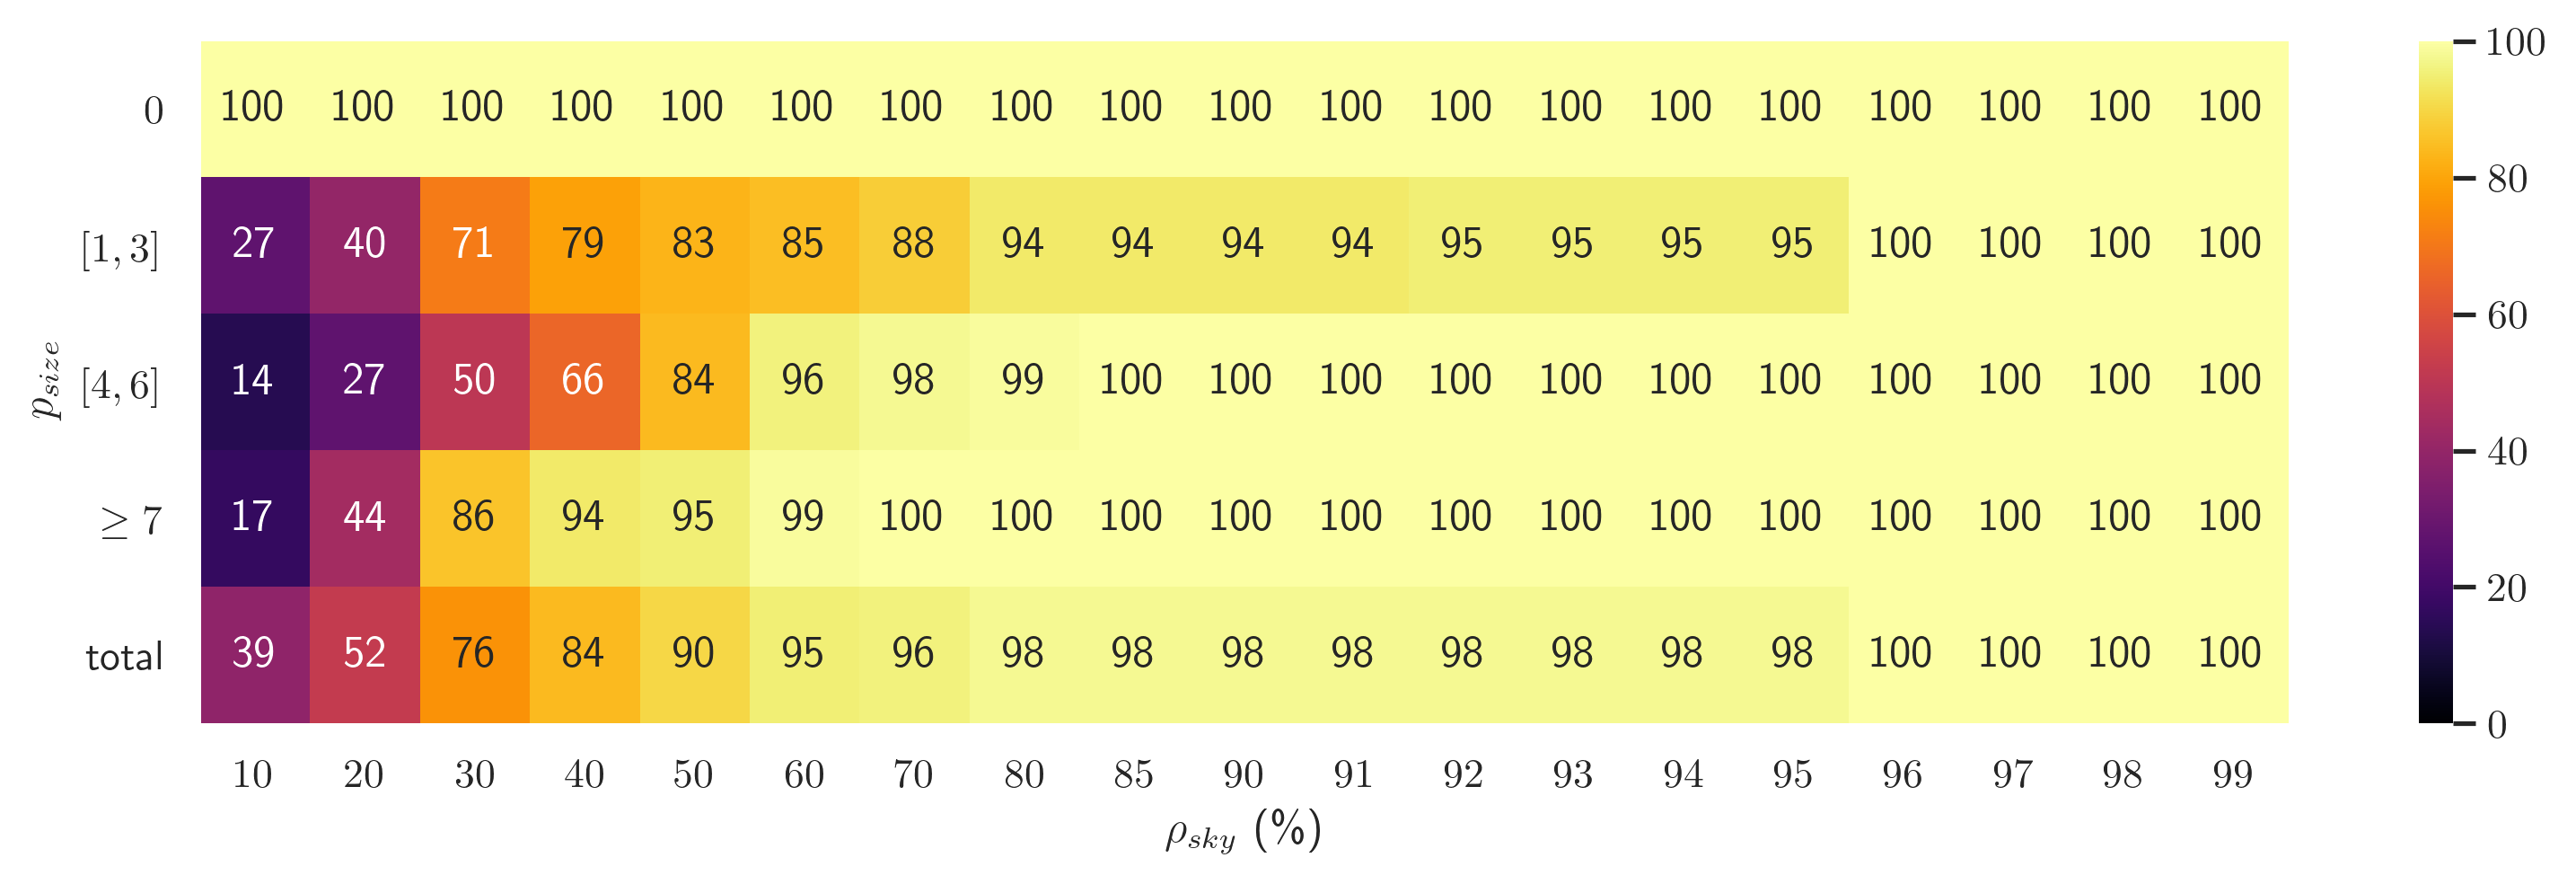 0 100 100 100 100 100 100 100 100 100 100 100 100 100 100 100 100 100 100 100
[1, 3] 27 40 71 79 83 85 88 94 94 94 94 95 95 95 95 100 100 100 100
[4, 6] 14 27 50 66 84 96 98 99 100 100 100 100 100 100 100 100 100 100 100
≥ 7 17 44 86 94 95 99 100 100 100 100 100 100 100 100 100 100 100 100 100
total 39 52 76 84 90 95 96 98 98 98 98 98 98 98 98 100 100 100 100
10 20 30 40 50 60 70 80 85 90 91 92 93 94 95 96 97 98 99
ρsky (%)
psize
100
80
60
40
20
0